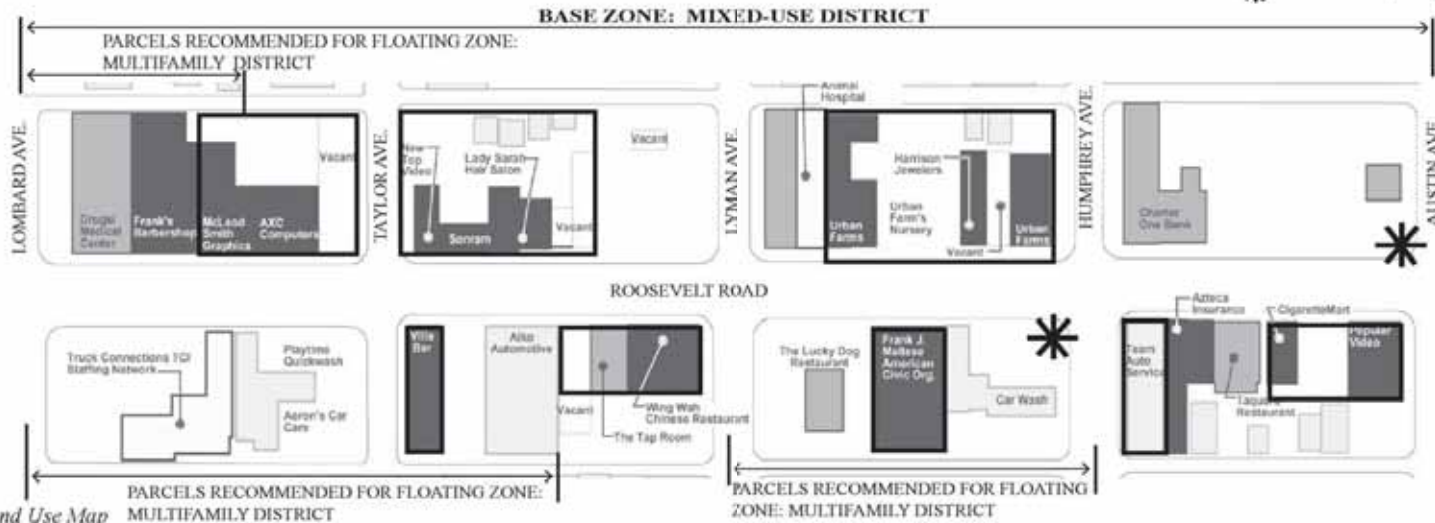 BASE ZONE: MIXED-USE DISTRICT
PARCELS RECOMMENDED FOR FLOATING ZONE:
MULTIFAMILY DISTRICT
LOMBARD AVE.
TAYLOR AVE.
LYMAN AVE.
HUMPHREY AVE.
AUSTIN AVE.
Medical
Center
Frank's
Barbershop
McLeod
Smith
Graphics
AXC
Computers
Vacant
Top
Video
Lady Sarah
Hair Salon
Sonram
Vacant
Vacant
Animal
Hospital
Urban
Farms
Urban
Farm's
Nursery
Harrison
Jewelers
Vacant
Urban
Farms
Charter
One Bank
ROOSEVELT ROAD
Truck Connections TCI
Staffing Network
Playtime
Quickwash
Aaron's Car
Care
Ville
Bar
Automotive
Vacant
The Tap Room
Wing Wah
Chinese Restaurant
The Lucky Dog
Restaurant
Frank J.
Maltese
American
Civic Org.
Car Wash
Team
Auto
Service
Azteca
Insurance
CigaretteMart
Popular
Video
Restaurant
PARCELS RECOMMENDED FOR FLOATING ZONE:
MULTIFAMILY DISTRICT
PARCELS RECOMMENDED FOR FLOATING
ZONE: MULTIFAMILY DISTRICT
Use Map